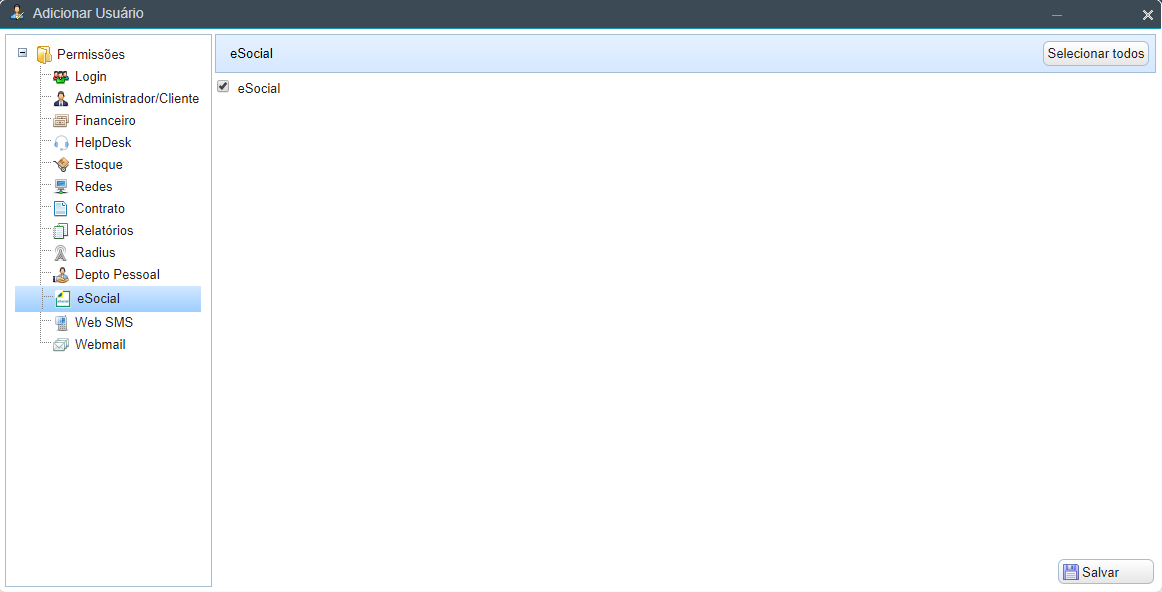 Adicionar Usuário
Permissões
Login
Administrador/Cliente
Financeiro
HelpDesk
Estoque
Redes
Contrato
Relatórios
Radius
Depto Pessoal
eSocial
Web SMS
Webmail
eSocial
Selecionar todos
eSocial
Salvar